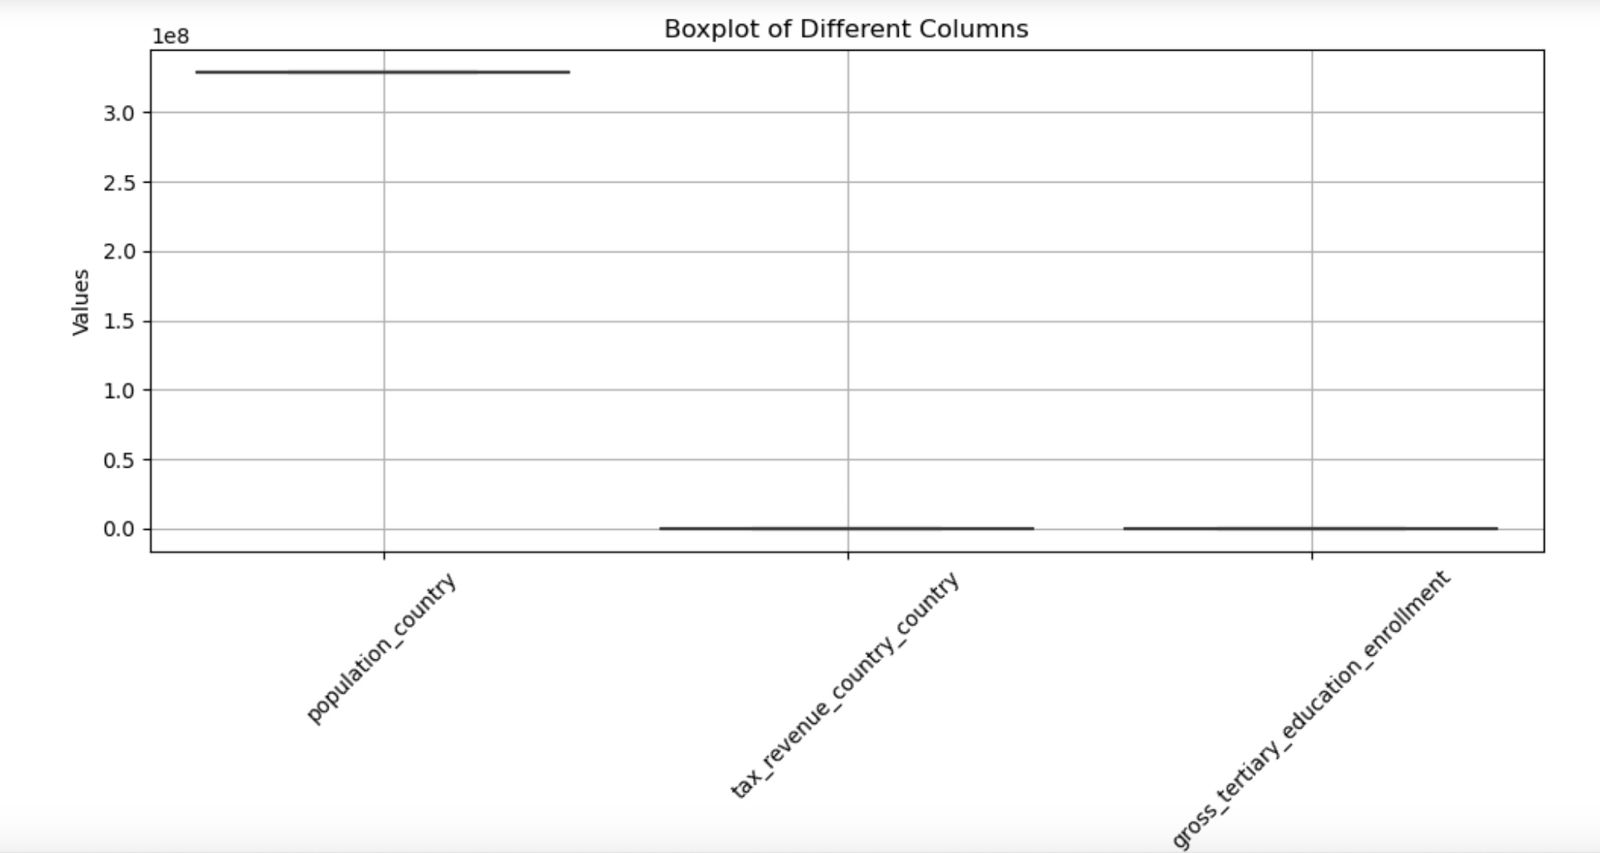 Boxplot of Different Columns
1e8
3.0
2.5
2.0
1.5
1.0
0.5
0.0
Values
population_country
tax_revenue_country_country
gross_tertiary_education_enrollment